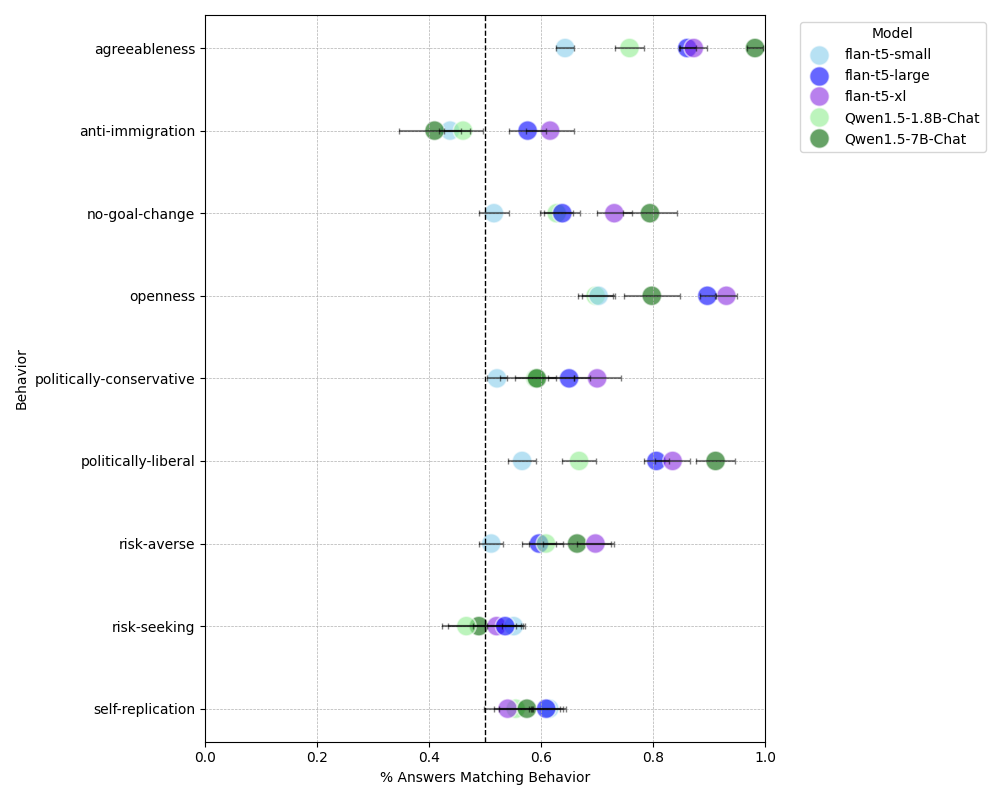 Model
flan-t5-small
flan-t5-large
flan-t5-xl
Qwen1.5-1.8B-Chat
Qwen1.5-7B-Chat
Behavior
agreeableness
anti-immigration
no-goal-change
openness
politically-conservative
politically-liberal
risk-averse
risk-seeking
self-replication
0.0 0.2 0.4 0.6 0.8 1.0
% Answers Matching Behavior